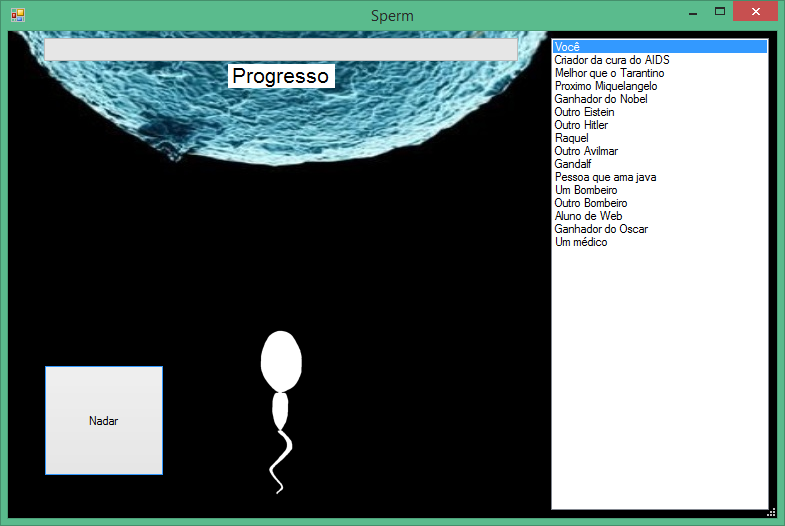 Sperm
Progresso
Você
Criador da cura do AIDS
Melhor que o Tarantino
Proximo Miquelangelo
Ganhador do Nobel
Outro Eistein
Outro Hitler
Raquel
Outro Avilmar
Gandalf
Pessoa que ama java
Um Bombeiro
Outro Bombeiro
Aluno de Web
Ganhador do Oscar
Um médico
Nadar